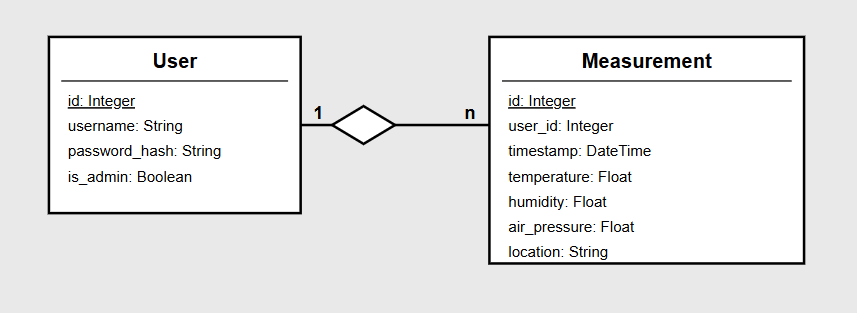 User
id: Integer
username: String
password_hash: String
is_admin: Boolean
1
n
Measurement
id: Integer
user_id: Integer
timestamp: DateTime
temperature: Float
humidity: Float
air_pressure: Float
location: String